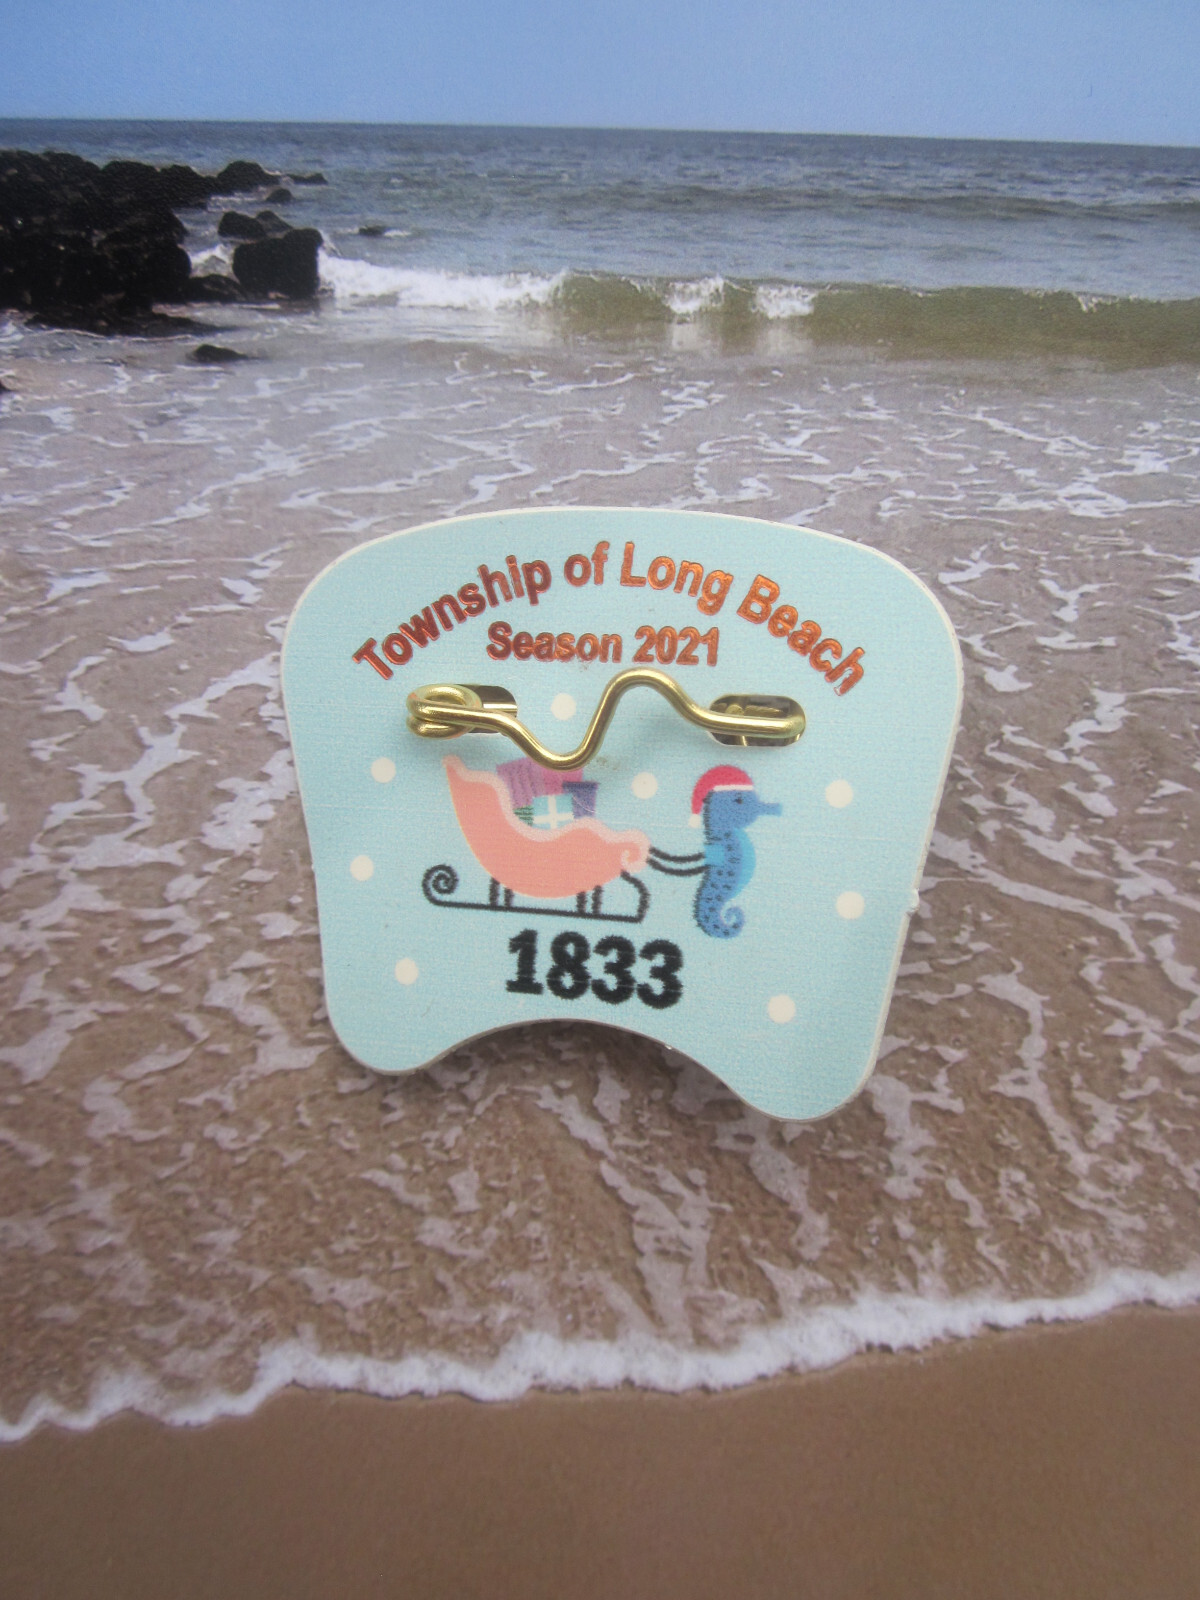 Township of Long Beach
Season 2021
1833